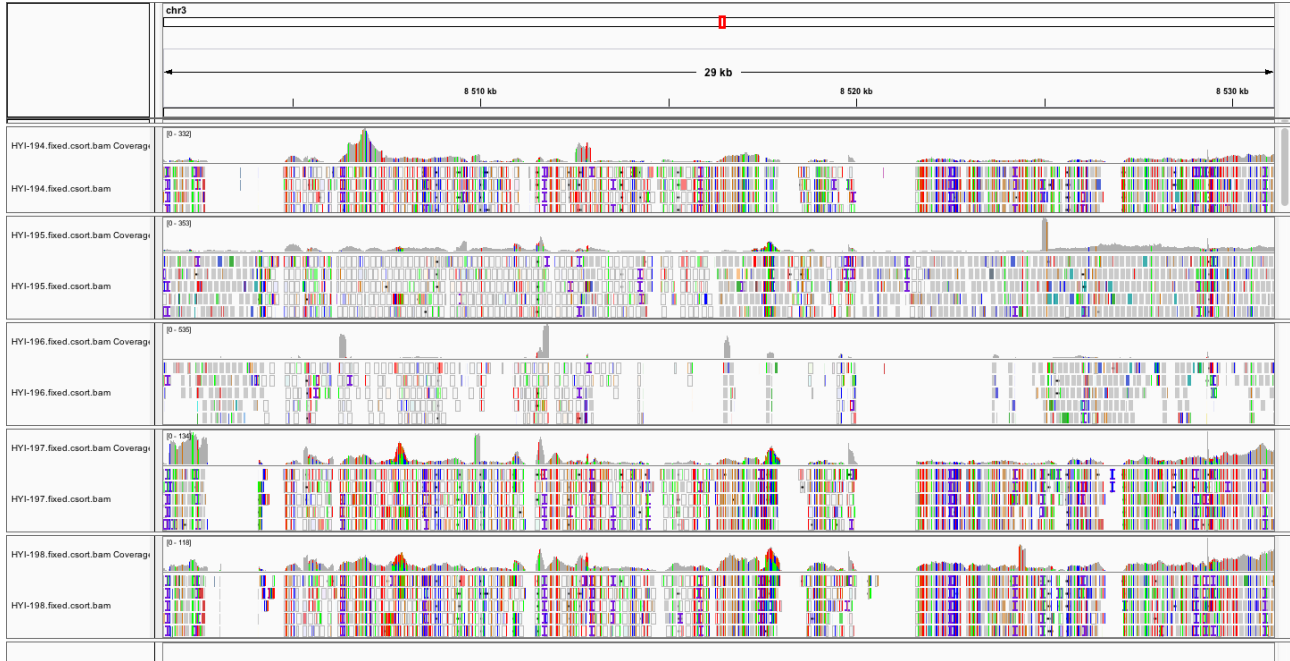 chr3
29 kb
8 510 kb
8 520 kb
8 530 kb
[0 - 332]
HYI-194.fixed.csort.bam Coverage
HYI-194.fixed.csort.bam
[0 - 353]
HYI-195.fixed.csort.bam Coverage
HYI-195.fixed.csort.bam
[0 - 535]
HYI-196.fixed.csort.bam Coverage
HYI-196.fixed.csort.bam
[0 - 134]
HYI-197.fixed.csort.bam Coverage
HYI-197.fixed.csort.bam
[0 - 118]
HYI-198.fixed.csort.bam Coverage
HYI-198.fixed.csort.bam